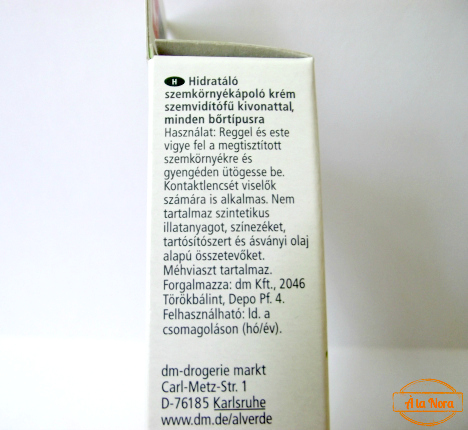 H Hidratáló
szemkörnyékápoló krém
szemvidítófű kivonattal,
minden bőrtípusra
Használat: Reggel és este
vigye fel a megtisztított
szemkörnyékre és
gyengéden ütögesse be.
Kontaktlencsét viselők
számára is alkalmas. Nem
tartalmaz szintetikus
illatanyagot, színezéket,
tartósítószert és ásványi olaj
alapú összetevőket.
Méhviaszt tartalmaz.
Forgalmazza: dm Kft., 2046
Törökbálint, Depo Pf. 4.
Felhasználható: ld. a
csomagoláson (hó/év).
dm-drogerie markt
Carl-Metz-Str. 1
D-76185 Karlsruhe
www.dm.de/alverde
A la Nora